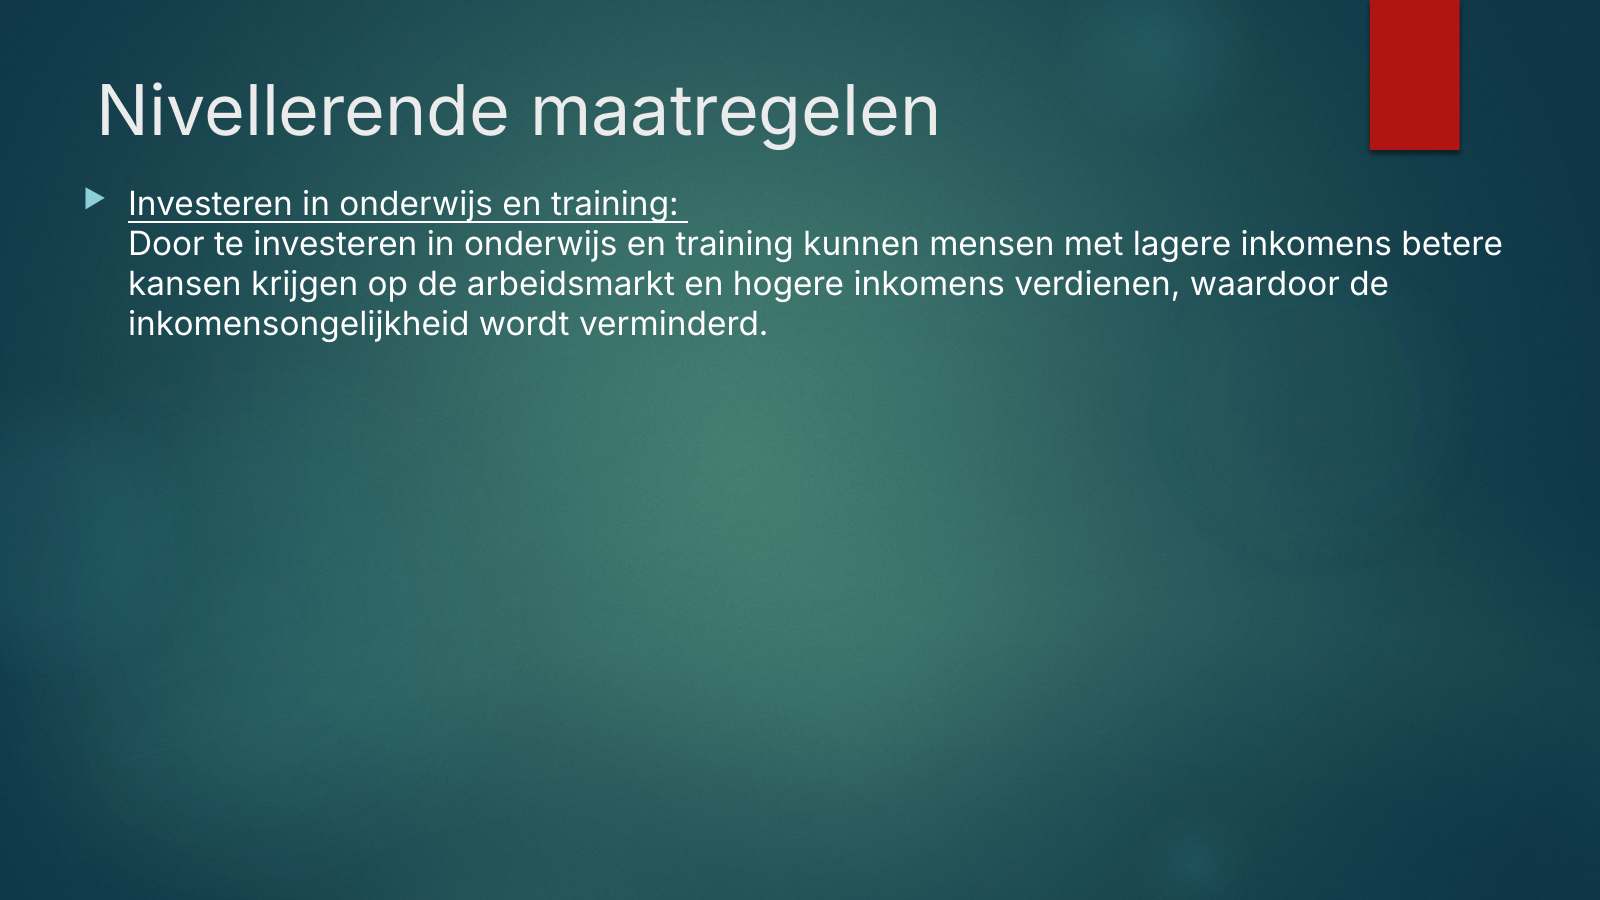 Nivellerende maatregelen
Investeren in onderwijs en training:
Door te investeren in onderwijs en training kunnen mensen met lagere inkomens betere
kansen krijgen op de arbeidsmarkt en hogere inkomens verdienen, waardoor de
inkomensongelijkheid wordt verminderd.